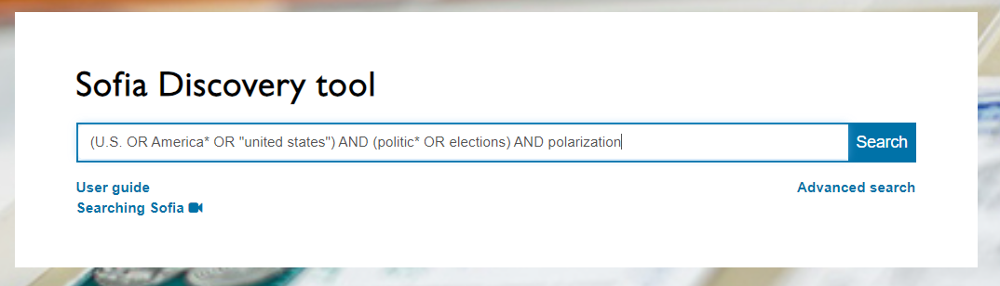 Sofia Discovery tool
(U.S. OR America* OR "united states") AND (politic* OR elections) AND polarization
Search
User guide
Advanced search
Searching Sofia